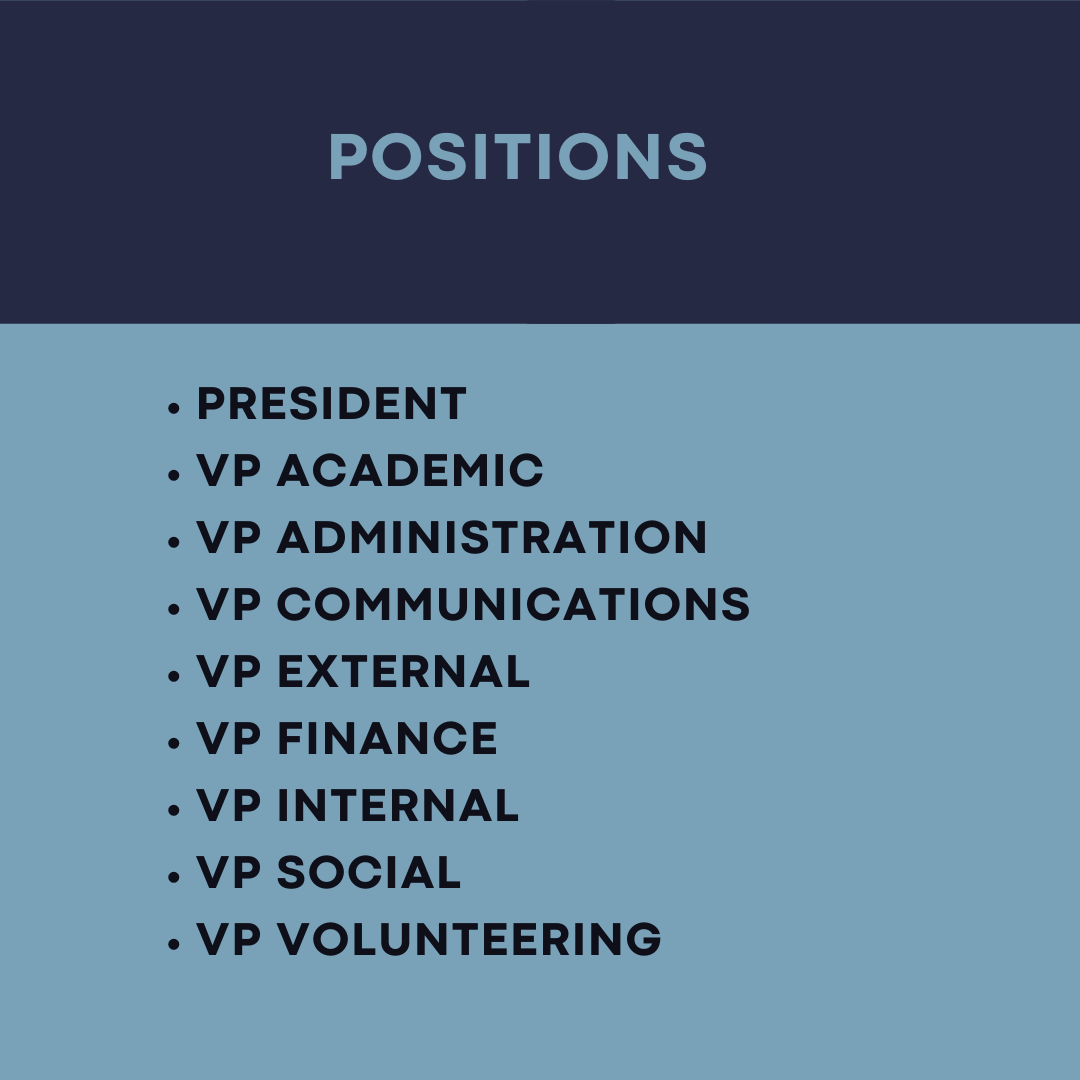 POSITIONS
• PRESIDENT
• VP ACADEMIC
• VP ADMINISTRATION
• VP COMMUNICATIONS
• VP EXTERNAL
• VP FINANCE
• VP INTERNAL
• VP SOCIAL
• VP VOLUNTEERING